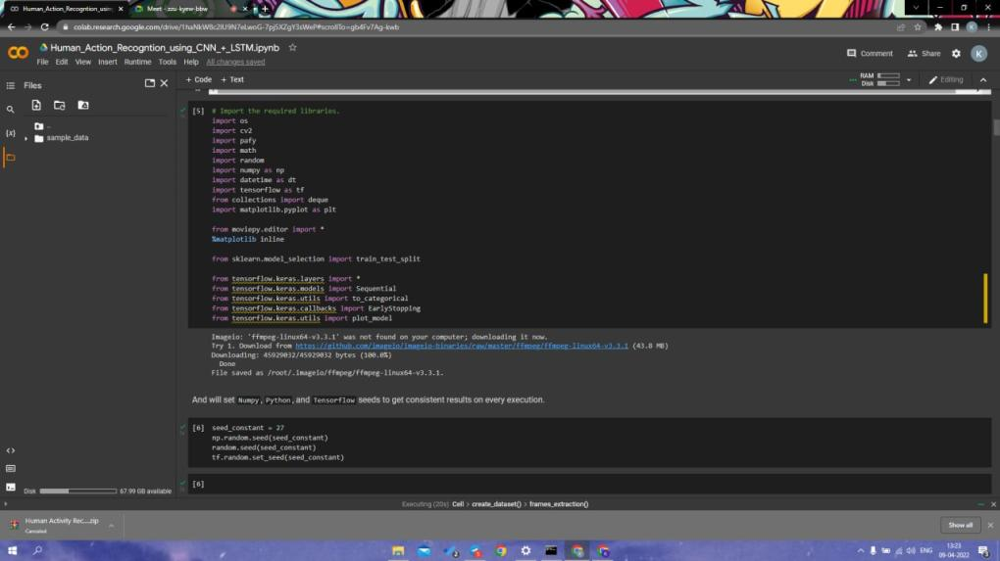 Human_Action_Recogntion_using_
Meet - zzu-kyew-bbw
colab.research.google.com/drive/1haNkW8c2IU9N7eLwoG-7pj5XZgY3sWeP#scrollTo=gb4Fv7Ag-kwb
Human_Action_Recogntion_using_CNN_+_LSTM.ipynb
Comment
Share
K
File Edit View Insert Runtime Tools Help All changes saved
Files
+ Code + Text
RAM
Disk
Editing
..
sample_data
{x}
[5] # Import the required libraries.
import os
import cv2
import pafy
import math
import random
import numpy as np
import datetime as dt
import tensorflow as tf
from collections import deque
import matplotlib.pyplot as plt
from moviepy.editor import *
%matplotlib inline
from sklearn.model_selection import train_test_split
from tensorflow.keras.layers import *
from tensorflow.keras.models import Sequential
from tensorflow.keras.utils import to_categorical
from tensorflow.keras.callbacks import EarlyStopping
from tensorflow.keras.utils import plot_model
Imageio: 'ffmpeg-linux64-v3.3.1' was not found on your computer; downloading it now.
Try 1. Download from https://github.com/imageio/imageio-binaries/raw/master/ffmpeg/ffmpeg-linux64-v3.3.1 (43.8 MB)
Downloading: 45929032/45929032 bytes (100.0%)
Done
File saved as /root/.imageio/ffmpeg/ffmpeg-linux64-v3.3.1.
And will set Numpy, Python, and Tensorflow seeds to get consistent results on every execution.
[6] seed_constant = 27
np.random.seed(seed_constant)
random.seed(seed_constant)
tf.random.set_seed(seed_constant)
[6]
Disk 67.99 GB available
Executing (20s) Cell > create_dataset() > frames_extraction()
Human Activity Rec....zip
Canceled
Show all
ENG
13:23
09-04-2022